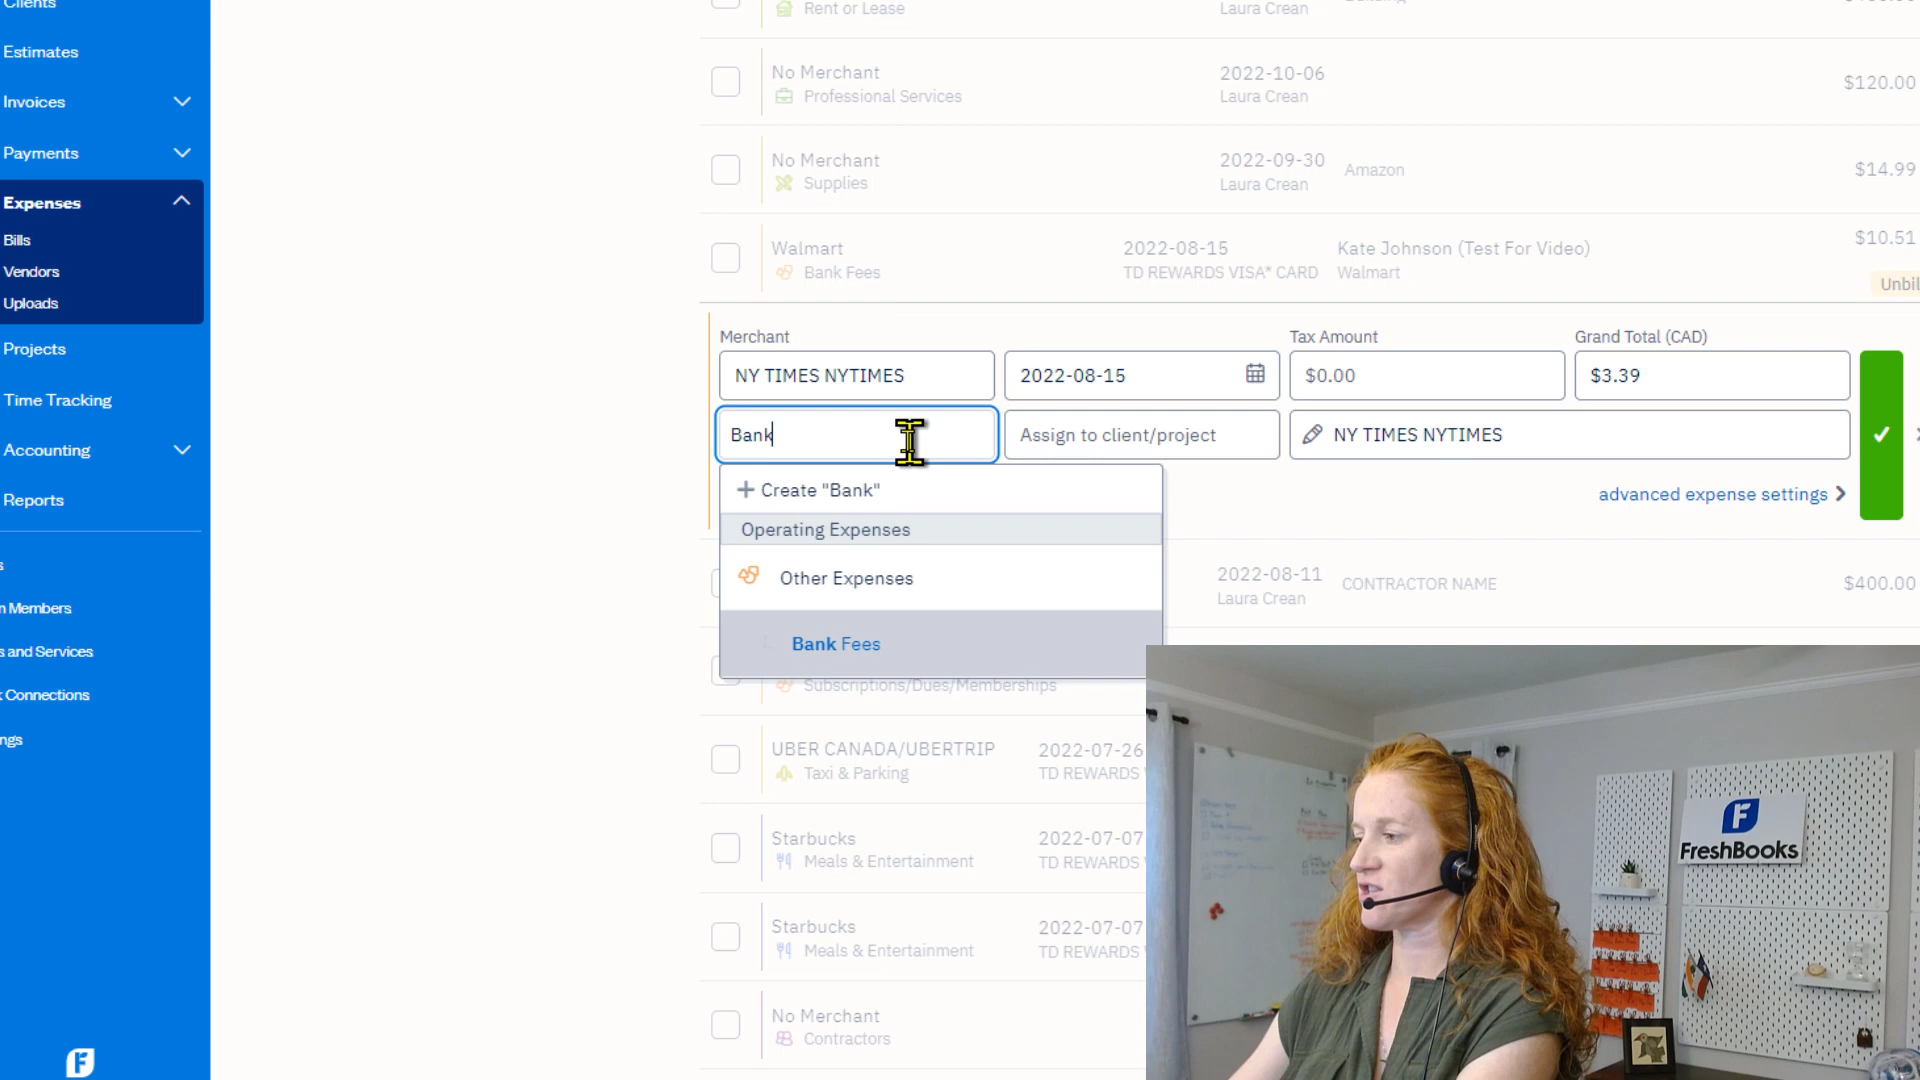 Clients
Estimates
Invoices
Payments
Expenses
Bills
Vendors
Uploads
Projects
Time Tracking
Accounting
Reports
s
n Members
s and Services
k Connections
ngs
Rent or Lease
Laura Crean
No Merchant
2022-10-06
$120.00
Professional Services
Laura Crean
No Merchant
2022-09-30
Amazon
$14.99
Supplies
Laura Crean
Walmart
2022-08-15
Kate Johnson (Test For Video)
$10.51
Bank Fees
TD REWARDS VISA* CARD
Walmart
Unbil
Merchant
Tax Amount
Grand Total (CAD)
NY TIMES NYTIMES
2022-08-15
$0.00
$3.39
Bank
Assign to client/project
NY TIMES NYTIMES
Create "Bank"
advanced expense settings
Operating Expenses
Other Expenses
Bank Fees
2022-08-11
CONTRACTOR NAME
$400.00
Laura Crean
Subscriptions/Dues/Memberships
UBER CANADA/UBERTRIP
2022-07-26
Taxi & Parking
TD REWARDS
Starbucks
2022-07-07
Meals & Entertainment
TD REWARDS
Starbucks
2022-07-07
Meals & Entertainment
TD REWARDS
No Merchant
Contractors
F
FreshBooks
F